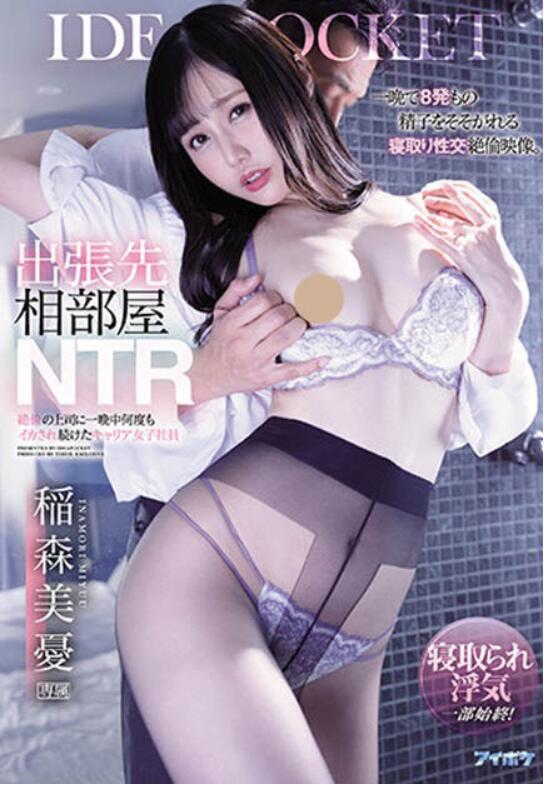 IDE OCKET
一晩で8発もの
精子をそそがれる
寝取り性交絶倫映像。
出張先
相部屋
NTR
絶倫の上司に一晩中何度も
イカされ続けたキャリア女子社員
PRESENTED BY IDEAPOCKET
稲森美憂
INAMORI MIYUU
専属
寝取られ
浮気
一部始終!
アイポケ